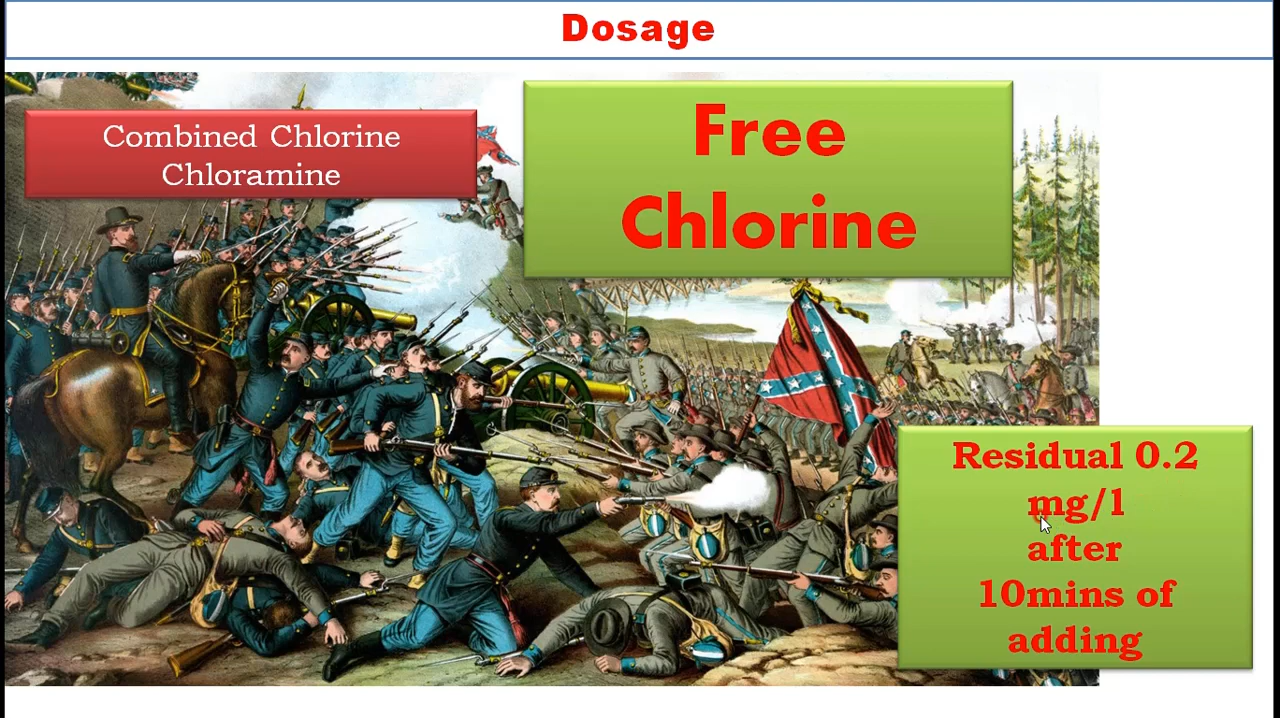 Dosage
Combined Chlorine
Chloramine
Free
Chlorine
Residual 0.2
mg/l
after
10mins of
adding